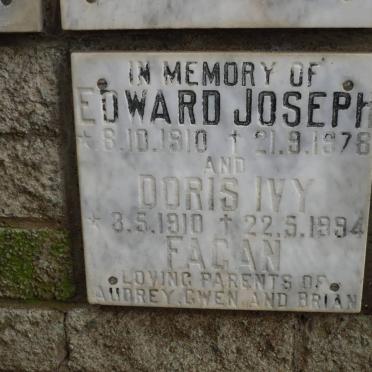 IN MEMORY OF
EDWARD JOSEPH
* 8.10.1910 † 21.9.1978
AND
DORIS IVY
* 3.5.1910 † 22.5.1994
FAGAN
LOVING PARENTS OF
AUDREY, GWEN AND BRIAN